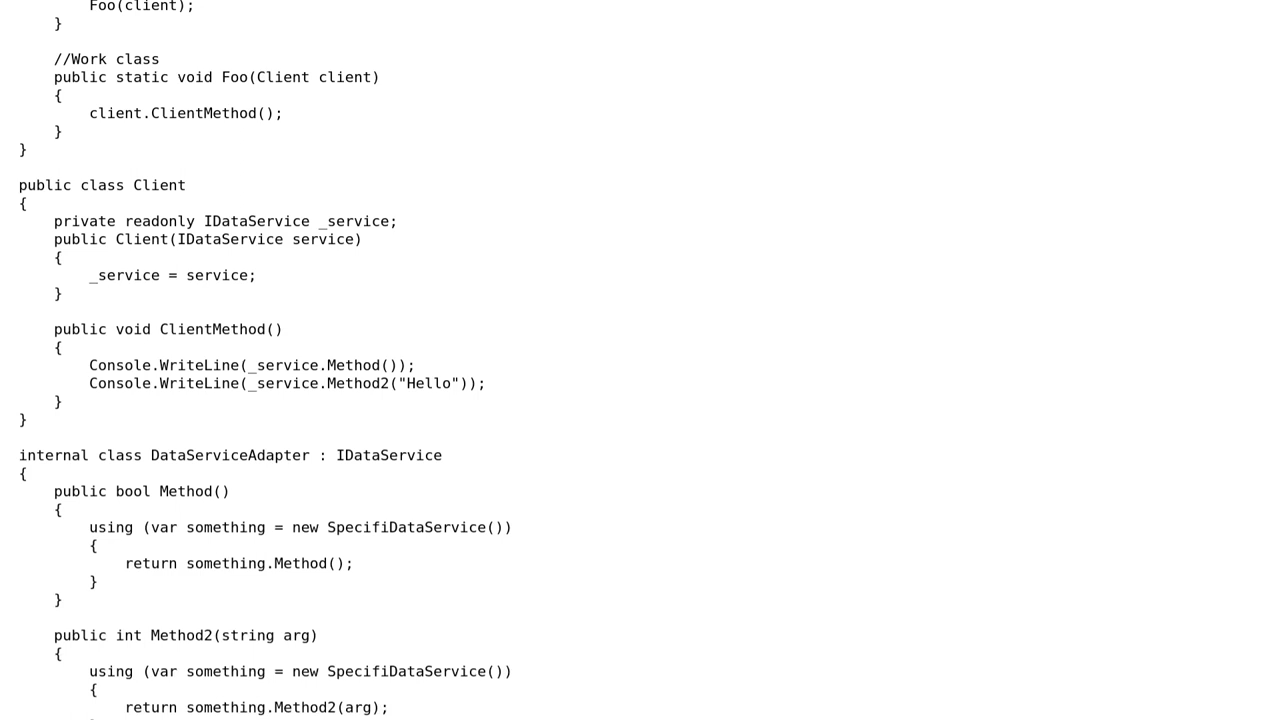 Foo(client);
    }

    //Work class
    public static void Foo(Client client)
    {
        client.ClientMethod();
    }
}

public class Client
{
    private readonly IDataService _service;
    public Client(IDataService service)
    {
        _service = service;
    }

    public void ClientMethod()
    {
        Console.WriteLine(_service.Method());
        Console.WriteLine(_service.Method2("Hello"));
    }
}

internal class DataServiceAdapter : IDataService
{
    public bool Method()
    {
        using (var something = new SpecifiDataService())
        {
            return something.Method();
        }
    }

    public int Method2(string arg)
    {
        using (var something = new SpecifiDataService())
        {
            return something.Method2(arg);